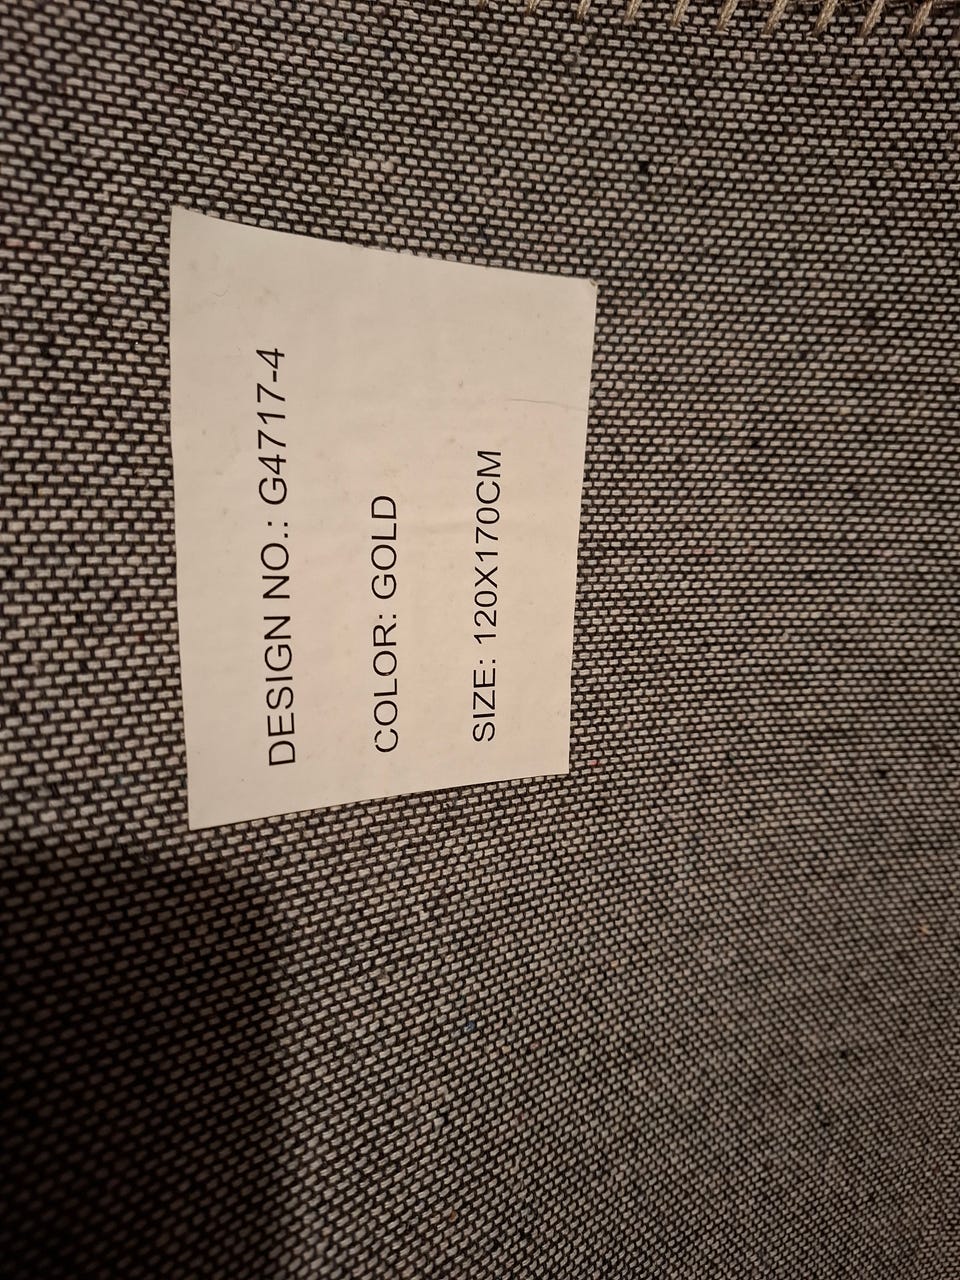 DESIGN NO.: G4717-4
COLOR: GOLD
SIZE: 120X170CM